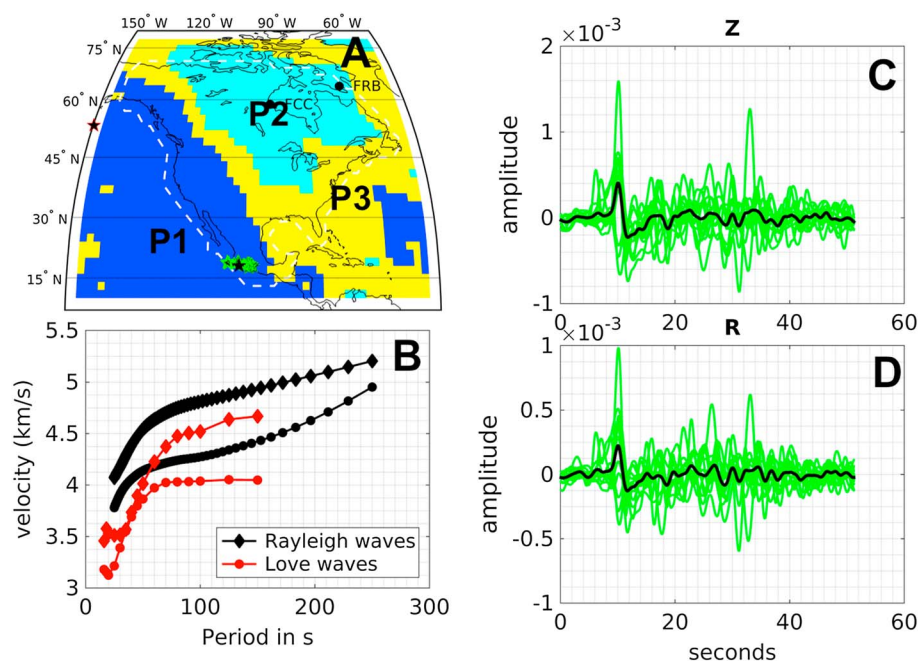 150 °W 120 °W 90 °W 60 °W
75 °N
60 °N
45 °N
30 °N
15 °N
A
FRB
FCC
P2
P3
P1
B
5.5
5
4.5
4
3.5
3
velocity (km/s)
Rayleigh waves
Love waves
0 100 200 300
Period in s
×10⁻³ Z
C
2
1
0
-1
amplitude
0 20 40 60
×10⁻³ R
D
1
0.5
0
-0.5
-1
amplitude
0 20 40 60
seconds